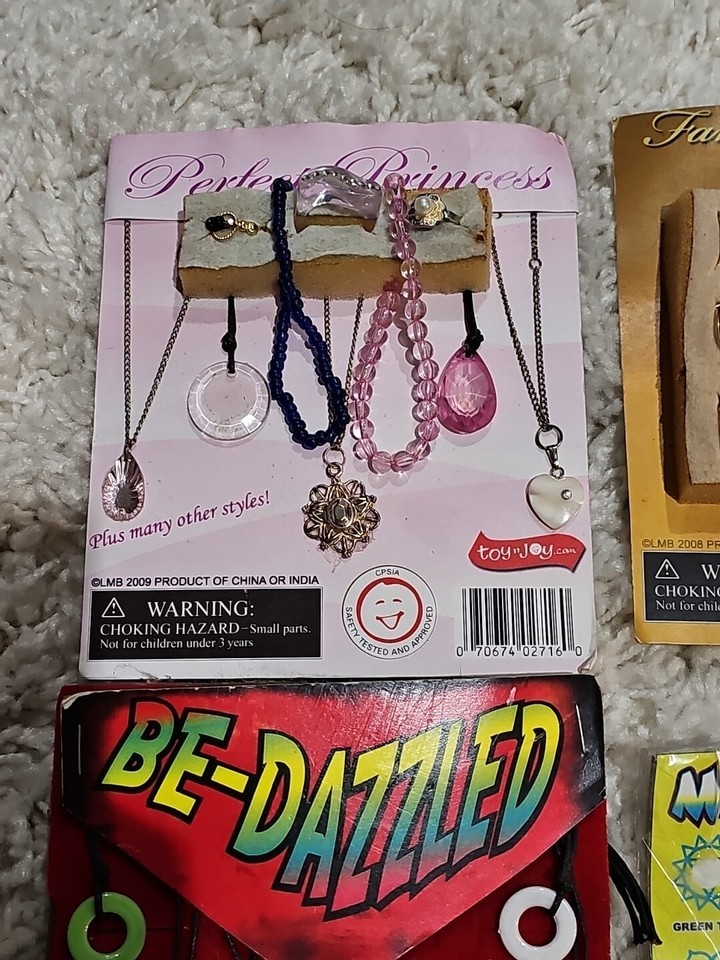 Perfect Princess
Plus many other styles!
toy n Joy.com
©LMB 2009 PRODUCT OF CHINA OR INDIA
WARNING:
CHOKING HAZARD–Small parts.
Not for children under 3 years
CPSIA
SAFETY TESTED AND APPROVED
0 70674 02716 0
©LMB 2008
Not for
BE-DAZZLED
GREEN